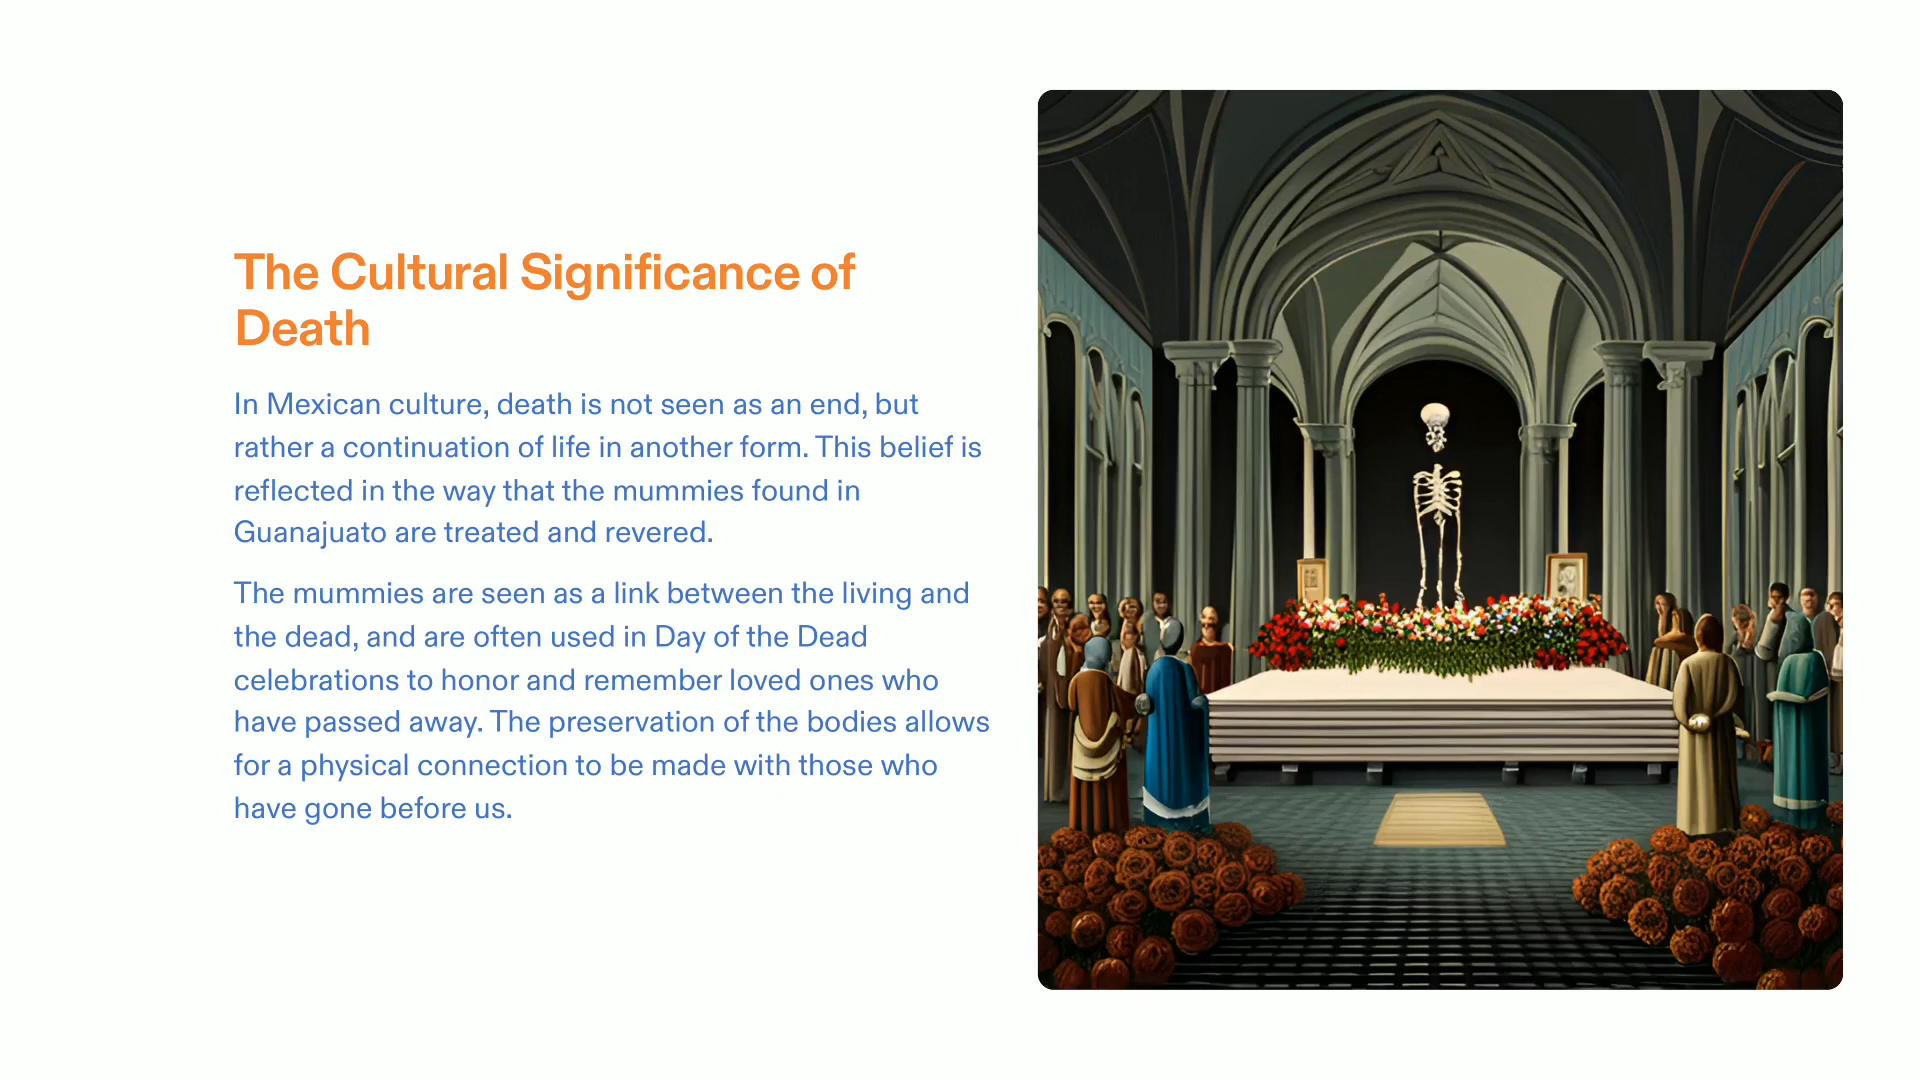 The Cultural Significance of
Death
In Mexican culture, death is not seen as an end, but
rather a continuation of life in another form. This belief is
reflected in the way that the mummies found in
Guanajuato are treated and revered.
The mummies are seen as a link between the living and
the dead, and are often used in Day of the Dead
celebrations to honor and remember loved ones who
have passed away. The preservation of the bodies allows
for a physical connection to be made with those who
have gone before us.